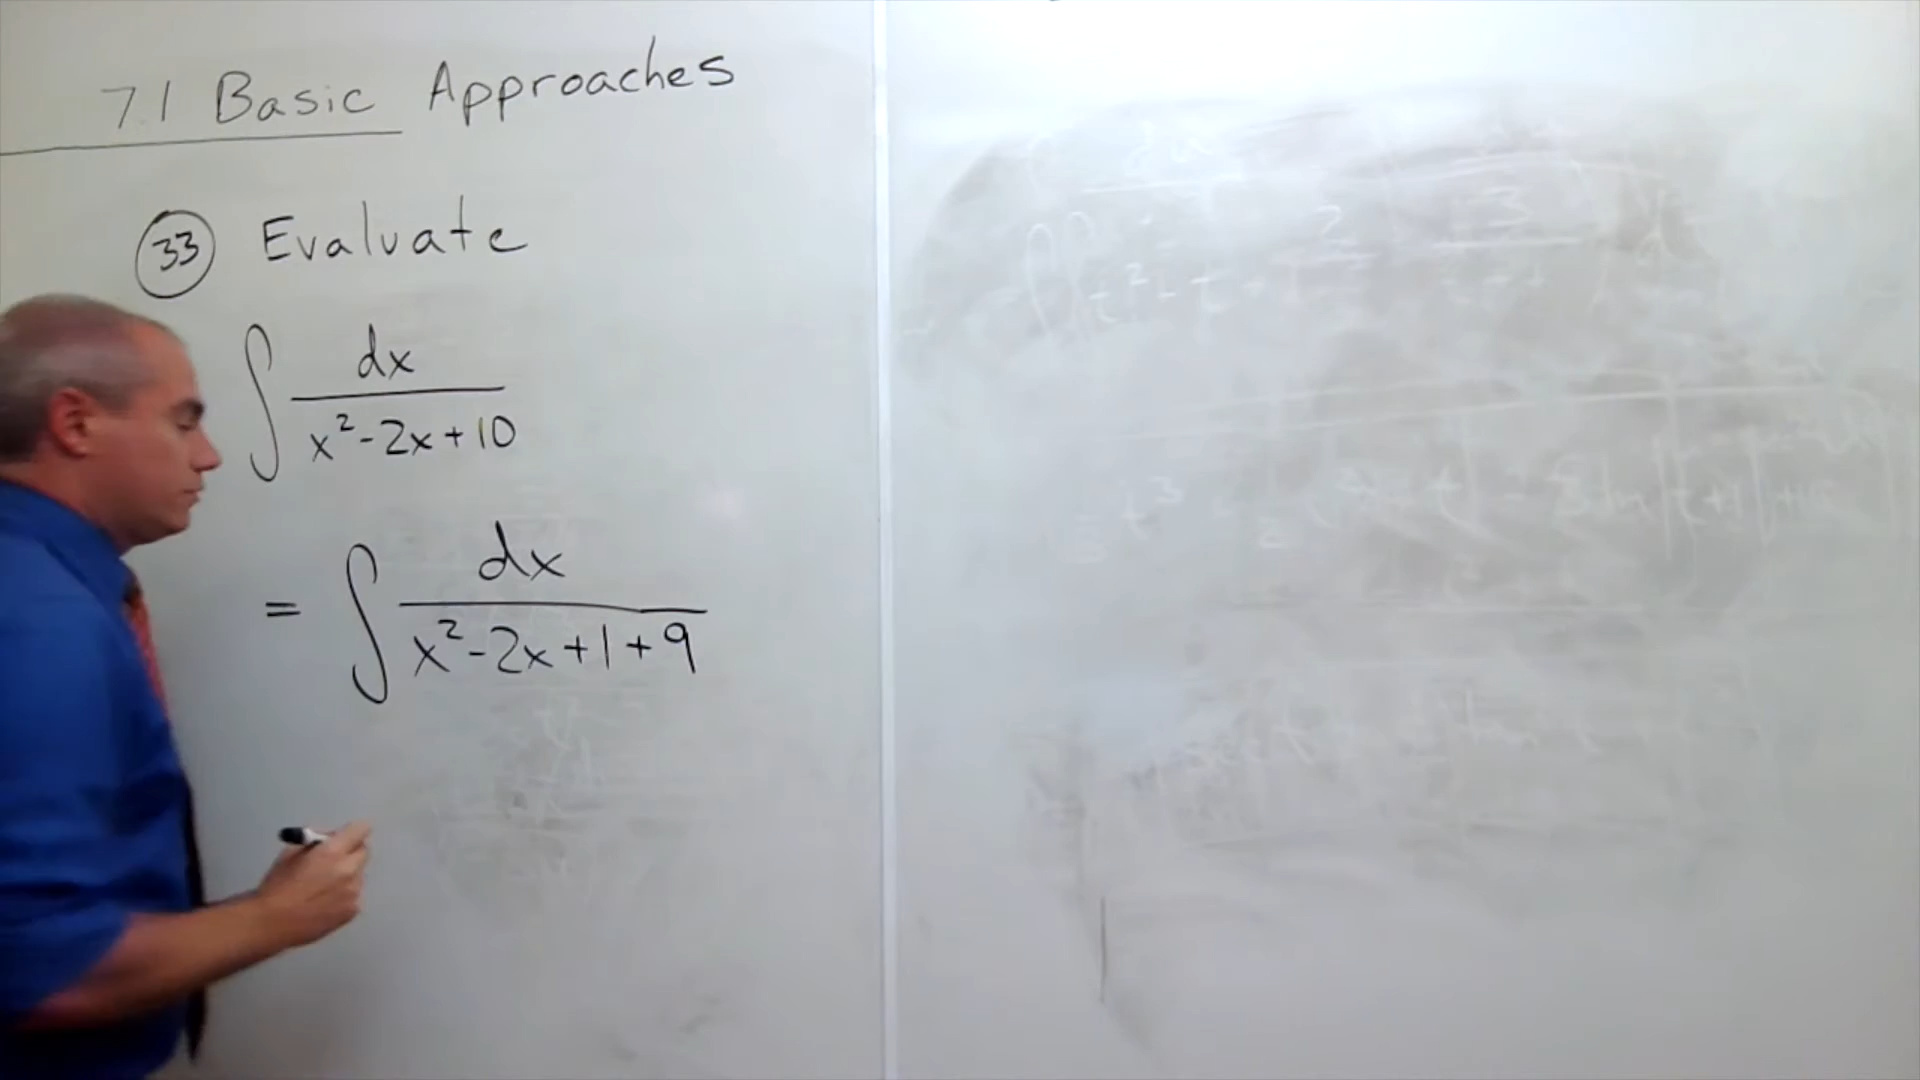 7.1 Basic Approaches
33 Evaluate
∫ dx / (x² - 2x + 10)
= ∫ dx / (x² - 2x + 1 + 9)